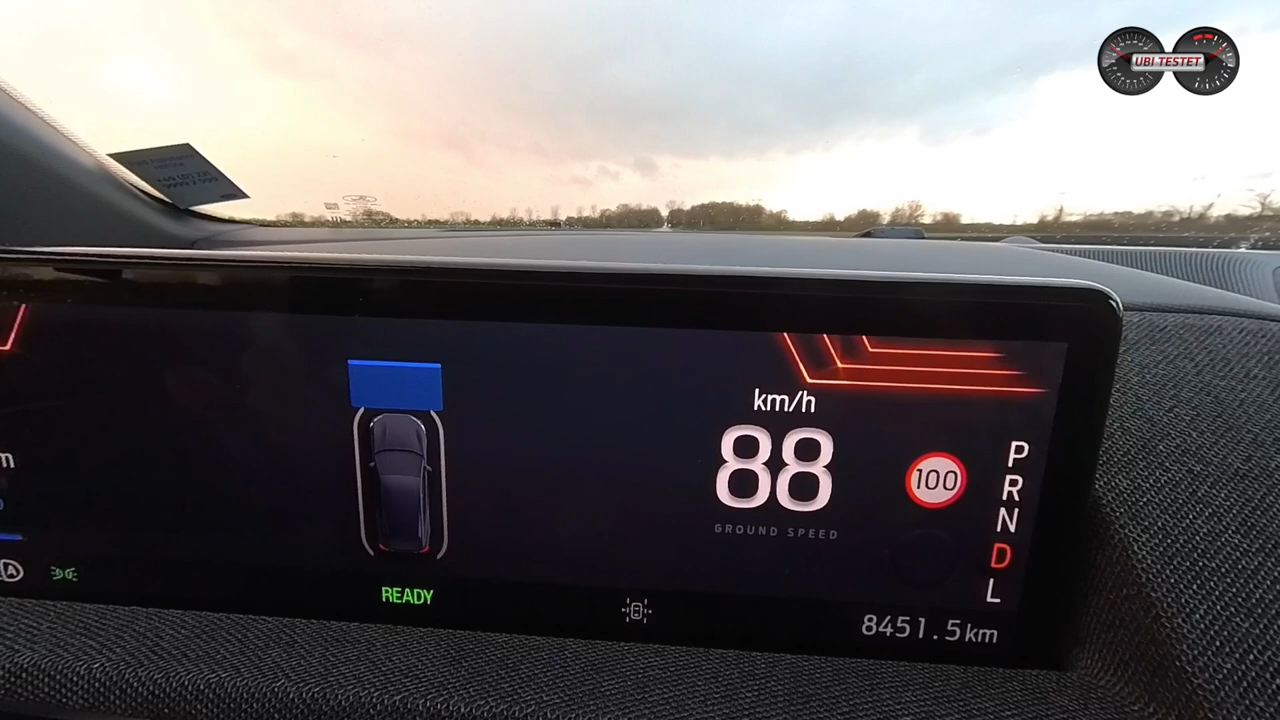 UBI TESTET
km/h
88
GROUND SPEED
100
P
R
N
D
L
m
A
READY
8451.5km